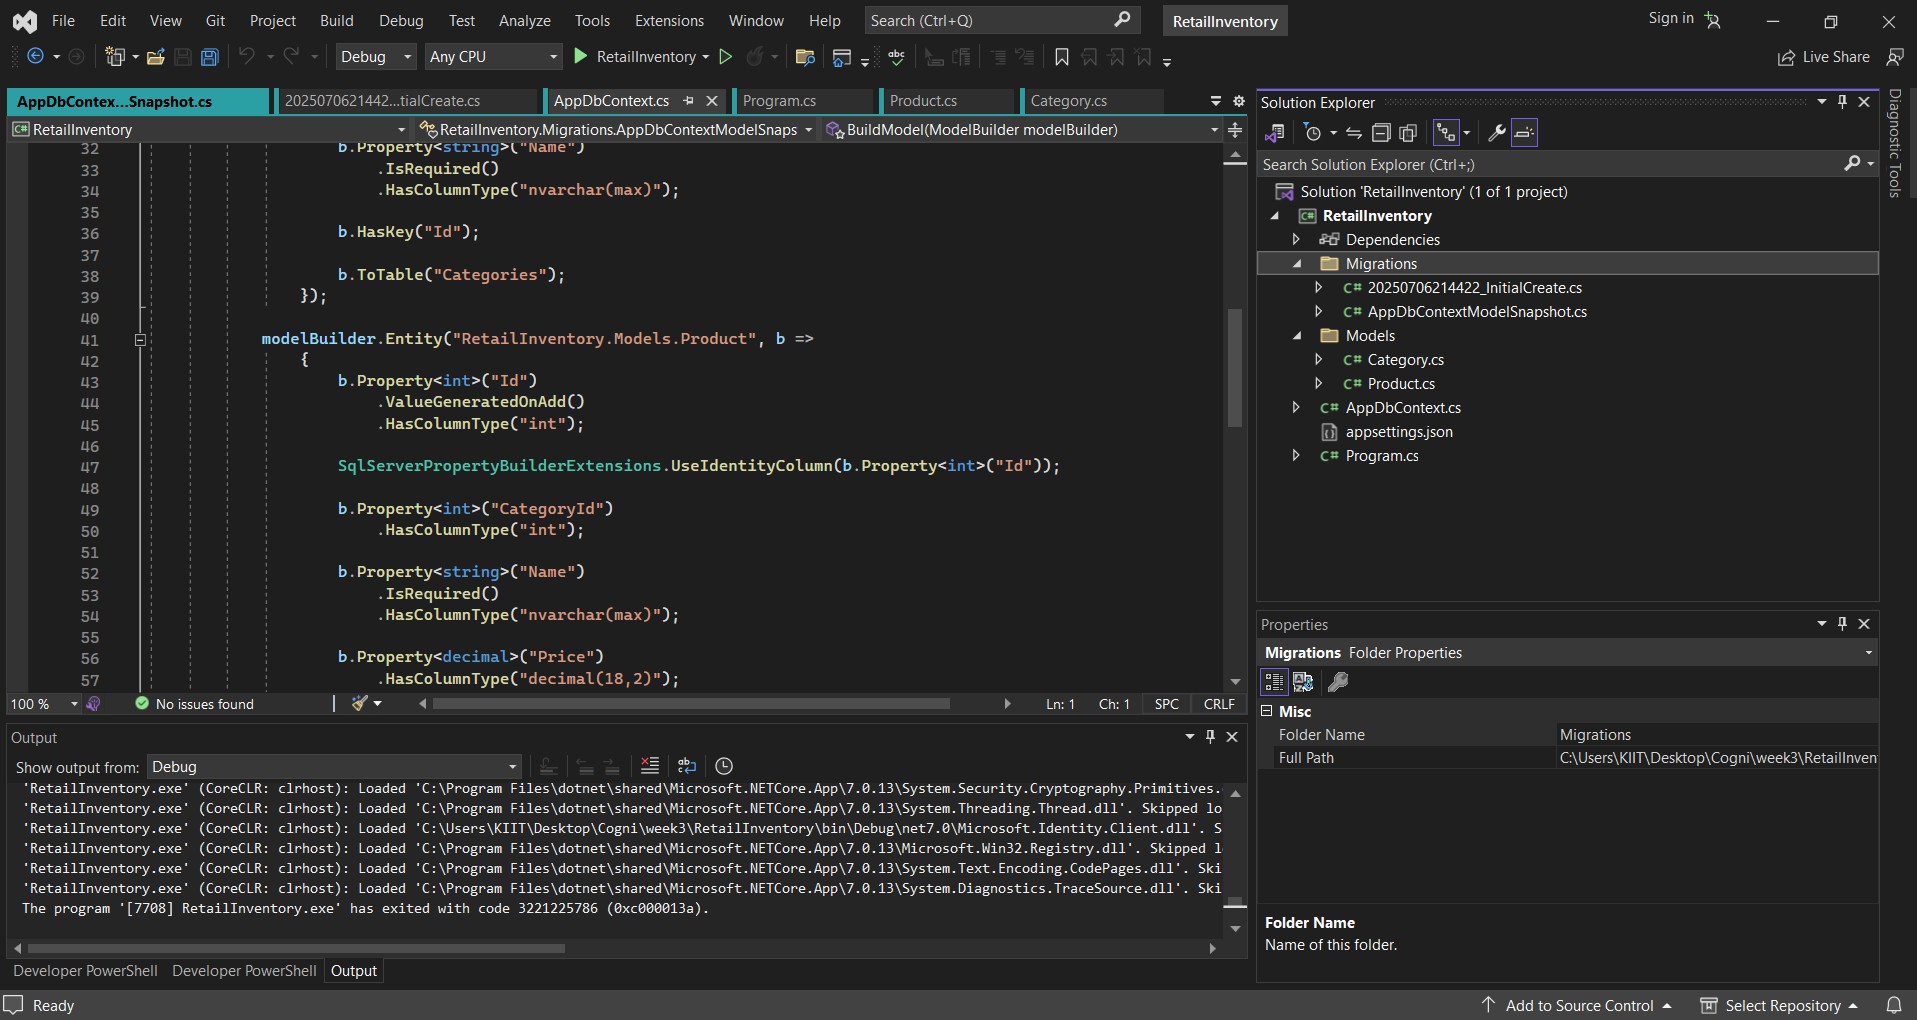 File Edit View Git Project Build Debug Test Analyze Tools Extensions Window Help Search (Ctrl+Q) RetailInventory Sign in
Debug Any CPU RetailInventory Live Share
AppDbContex...Snapshot.cs 2025070621442...tialCreate.cs AppDbContext.cs Program.cs Product.cs Category.cs
RetailInventory RetailInventory.Migrations.AppDbContextModelSnaps BuildModel(ModelBuilder modelBuilder)
32 b.Property<string>("Name")
33 .IsRequired()
34 .HasColumnType("nvarchar(max)");
35
36 b.HasKey("Id");
37
38 b.ToTable("Categories");
39 });
40
41 modelBuilder.Entity("RetailInventory.Models.Product", b =>
42 {
43 b.Property<int>("Id")
44 .ValueGeneratedOnAdd()
45 .HasColumnType("int");
46
47 SqlServerPropertyBuilderExtensions.UseIdentityColumn(b.Property<int>("Id"));
48
49 b.Property<int>("CategoryId")
50 .HasColumnType("int");
51
52 b.Property<string>("Name")
53 .IsRequired()
54 .HasColumnType("nvarchar(max)");
55
56 b.Property<decimal>("Price")
57 .HasColumnType("decimal(18,2)");
100 % No issues found Ln: 1 Ch: 1 SPC CRLF
Output
Show output from: Debug
'RetailInventory.exe' (CoreCLR: clrhost): Loaded 'C:\Program Files\dotnet\shared\Microsoft.NETCore.App\7.0.13\System.Security.Cryptography.Primitives.
'RetailInventory.exe' (CoreCLR: clrhost): Loaded 'C:\Program Files\dotnet\shared\Microsoft.NETCore.App\7.0.13\System.Threading.Thread.dll'. Skipped lo
'RetailInventory.exe' (CoreCLR: clrhost): Loaded 'C:\Users\KIIT\Desktop\Cogni\week3\RetailInventory\bin\Debug\net7.0\Microsoft.Identity.Client.dll'. S
'RetailInventory.exe' (CoreCLR: clrhost): Loaded 'C:\Program Files\dotnet\shared\Microsoft.NETCore.App\7.0.13\Microsoft.Win32.Registry.dll'. Skipped l
'RetailInventory.exe' (CoreCLR: clrhost): Loaded 'C:\Program Files\dotnet\shared\Microsoft.NETCore.App\7.0.13\System.Text.Encoding.CodePages.dll'. Ski
'RetailInventory.exe' (CoreCLR: clrhost): Loaded 'C:\Program Files\dotnet\shared\Microsoft.NETCore.App\7.0.13\System.Diagnostics.TraceSource.dll'. Ski
The program '[7708] RetailInventory.exe' has exited with code 3221225786 (0xc000013a).
Developer PowerShell Developer PowerShell Output
Solution Explorer
Search Solution Explorer (Ctrl+;)
Solution 'RetailInventory' (1 of 1 project)
RetailInventory
Dependencies
Migrations
20250706214422_InitialCreate.cs
AppDbContextModelSnapshot.cs
Models
Category.cs
Product.cs
AppDbContext.cs
appsettings.json
Program.cs
Properties
Migrations Folder Properties
Misc
Folder Name Migrations
Full Path C:\Users\KIIT\Desktop\Cogni\week3\RetailInven
Folder Name
Name of this folder.
Diagnostic Tools
Ready Add to Source Control Select Repository